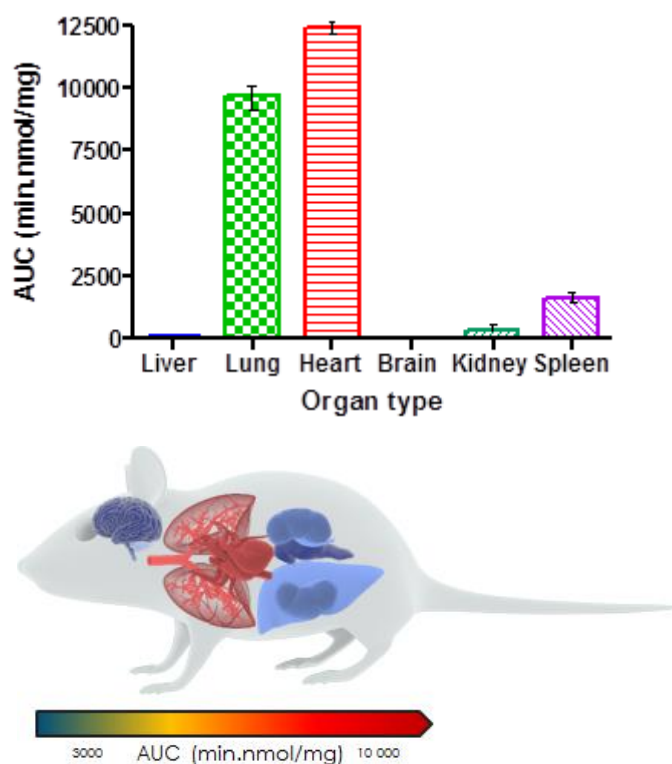 12500
10000
7500
5000
2500
0
AUC (min.nmol/mg)
Liver Lung Heart Brain Kidney Spleen
Organ type
3000 AUC (min.nmol/mg) 10 000